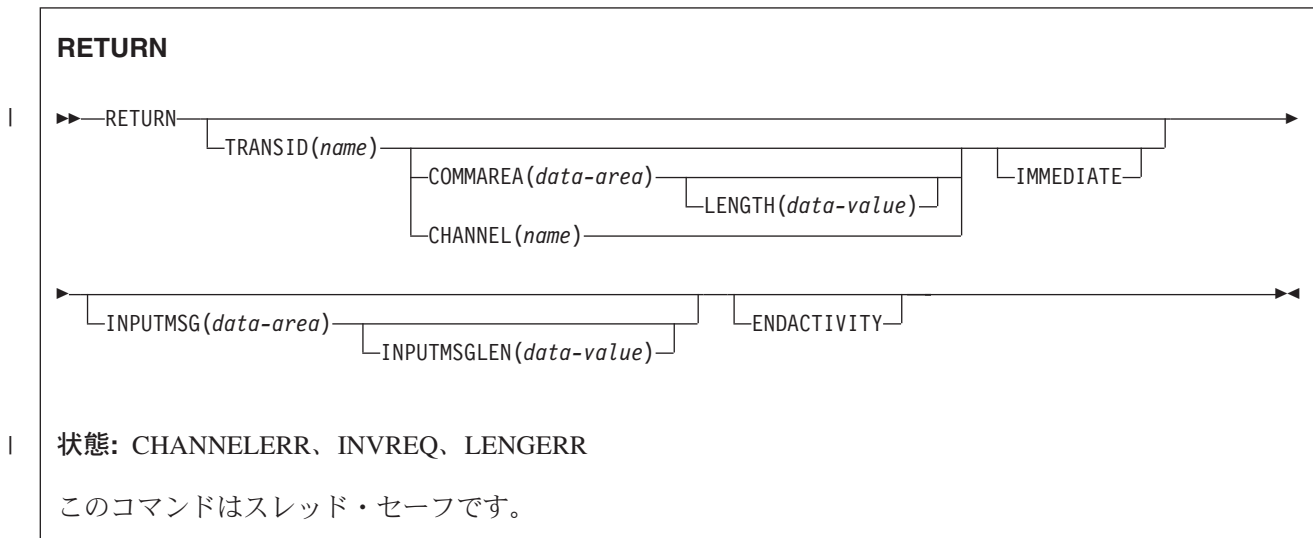 RETURN
RETURN
TRANSID(name)
COMMAREA(data-area)
IMMEDIATE
LENGTH(data-value)
CHANNEL(name)
INPUTMSG(data-area)
ENDACTIVITY
INPUTMSGLEN(data-value)
状態: CHANNELERR、INVREQ、LENGERR
このコマンドはスレッド・セーフです。